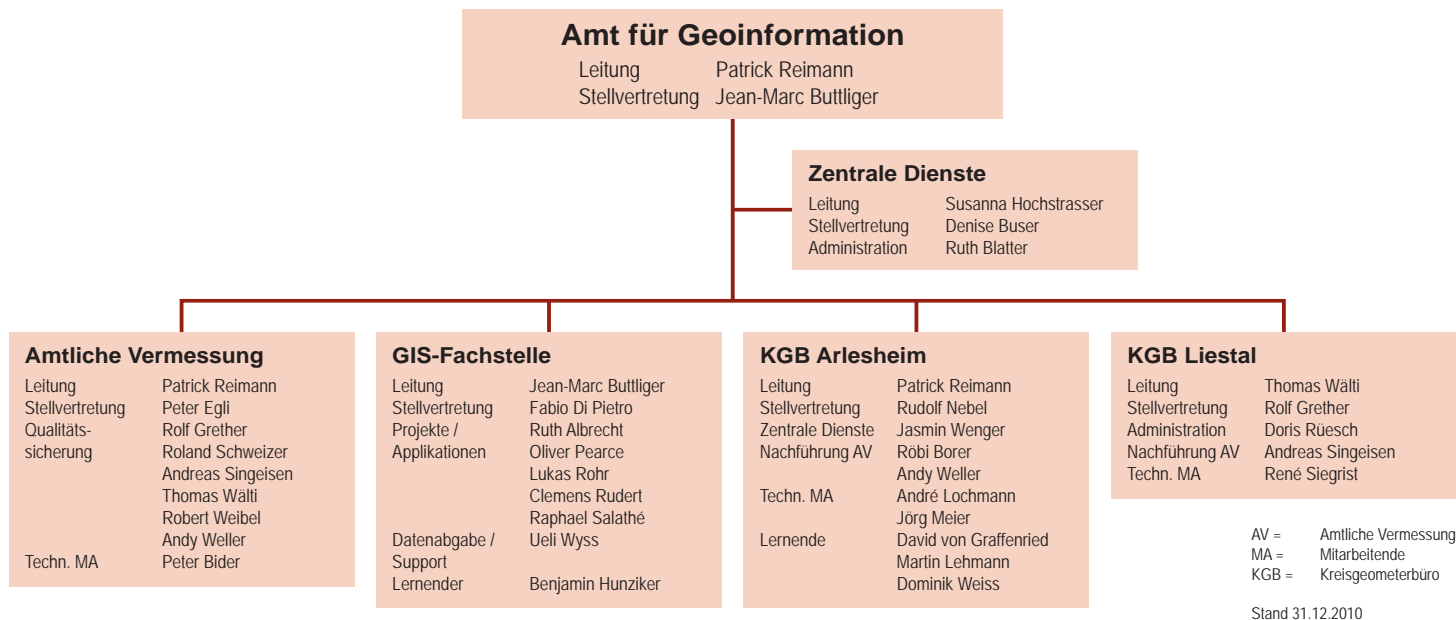 Amt für Geoinformation
Leitung Patrick Reimann
Stellvertretung Jean-Marc Buttliger
Zentrale Dienste
Leitung Susanna Hochstrasser
Stellvertretung Denise Buser
Administration Ruth Blatter
Amtliche Vermessung
Leitung Patrick Reimann
Stellvertretung Peter Egli
Qualitäts- Rolf Grether
sicherung Roland Schweizer
Andreas Singeisen
Thomas Wälti
Robert Weibel
Andy Weller
Techn. MA Peter Bider
GIS-Fachstelle
Leitung Jean-Marc Buttliger
Stellvertretung Fabio Di Pietro
Projekte / Ruth Albrecht
Applikationen Oliver Pearce
Lukas Rohr
Clemens Rudert
Raphael Salathé
Datenabgabe / Ueli Wyss
Support
Lernender Benjamin Hunziker
KGB Arlesheim
Leitung Patrick Reimann
Stellvertretung Rudolf Nebel
Zentrale Dienste Jasmin Wenger
Nachführung AV Röbi Borer
Andy Weller
Techn. MA André Lochmann
Jörg Meier
Lernende David von Graffenried
Martin Lehmann
Dominik Weiss
KGB Liestal
Leitung Thomas Wälti
Stellvertretung Rolf Grether
Administration Doris Rüesch
Nachführung AV Andreas Singeisen
Techn. MA René Siegrist
AV = Amtliche Vermessung
MA = Mitarbeitende
KGB = Kreisgeometerbüro
Stand 31.12.2010